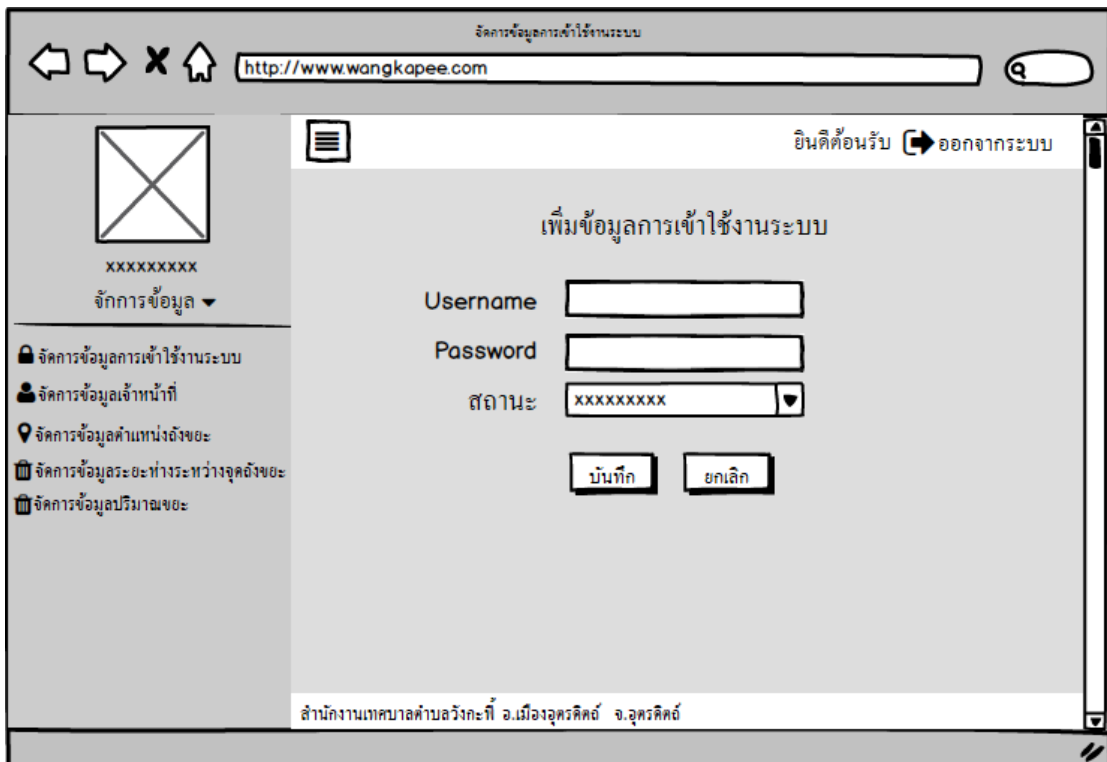 จัดการข้อมูลการเข้าใช้งานระบบ
http://www.wangkapee.com
ยินดีต้อนรับ ออกจากระบบ
xxxxxxxxx
จักการข้อมูล
จัดการข้อมูลการเข้าใช้งานระบบ
จัดการข้อมูลเจ้าหน้าที่
จัดการข้อมูลตำแหน่งถังขยะ
จัดการข้อมูลระยะห่างระหว่างจุดถังขยะ
จัดการข้อมูลปริมาณขยะ
เพิ่มข้อมูลการเข้าใช้งานระบบ
Username
Password
สถานะ xxxxxxxxx
บันทึก ยกเลิก
สำนักงานเทศบาลตำบลวังกะพี้ อ.เมืองอุตรดิตถ์ จ.อุตรดิตถ์